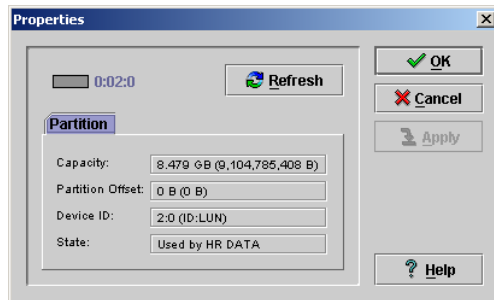 Properties
0:02:0
Refresh
OK
Cancel
Apply
Partition
Capacity: 8.479 GB (9,104,785,408 B)
Partition Offset: 0 B (0 B)
Device ID: 2:0 (ID:LUN)
State: Used by HR DATA
Help